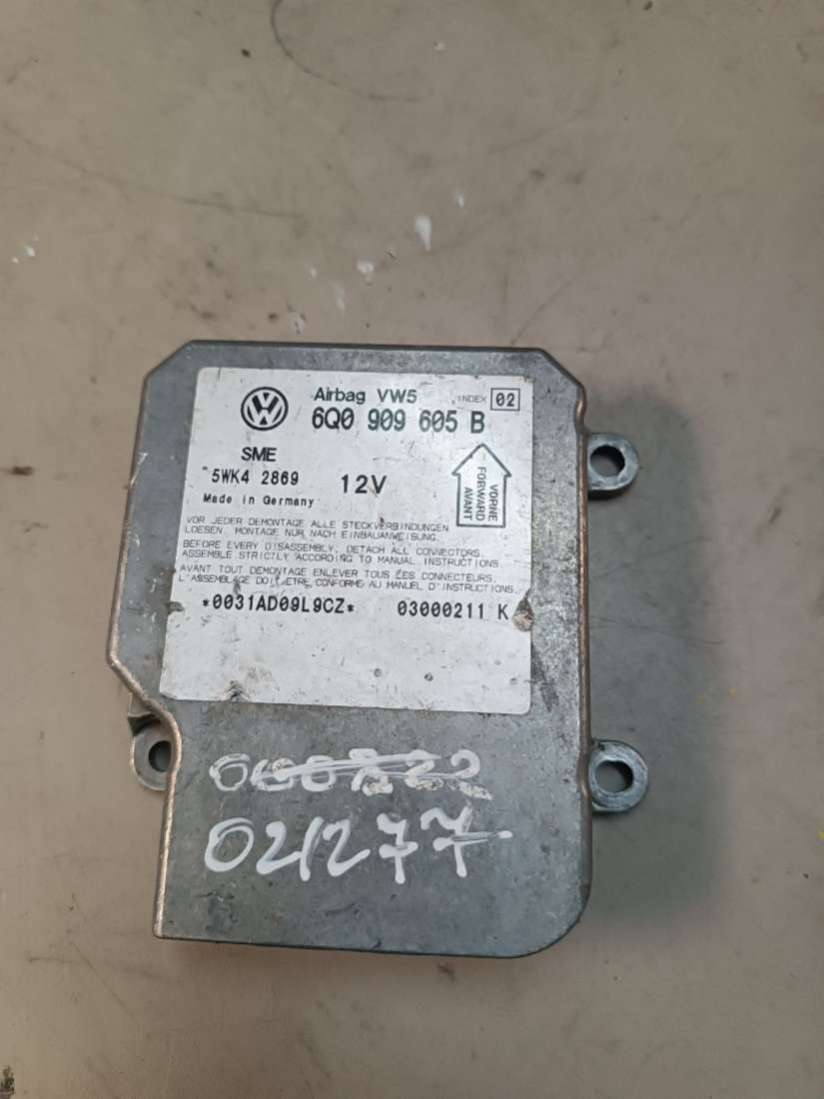 Airbag VW5 INDEX 02
6Q0 909 605 B
SME
5WK4 2869 12V
Made in Germany
VORNE
FORWARD
AVANT
VOR JEDER DEMONTAGE ALLE STECKVERBINDUNGEN
LOESEN, MONTAGE NUR NACH EINBAUANWEISUNG.
BEFORE EVERY DISASSEMBLY, DETACH ALL CONNECTORS.
ASSEMBLE STRICTLY ACCORDING TO MANUAL INSTRUCTIONS.
AVANT TOUT DEMONTAGE ENLEVER TOUS LES CONNECTEURS.
L'ASSEMBLAGE DOIT ETRE CONFORME AU MANUEL D'INSTRUCTIONS.
*0031AD09L9CZ* 03000211 K
021277